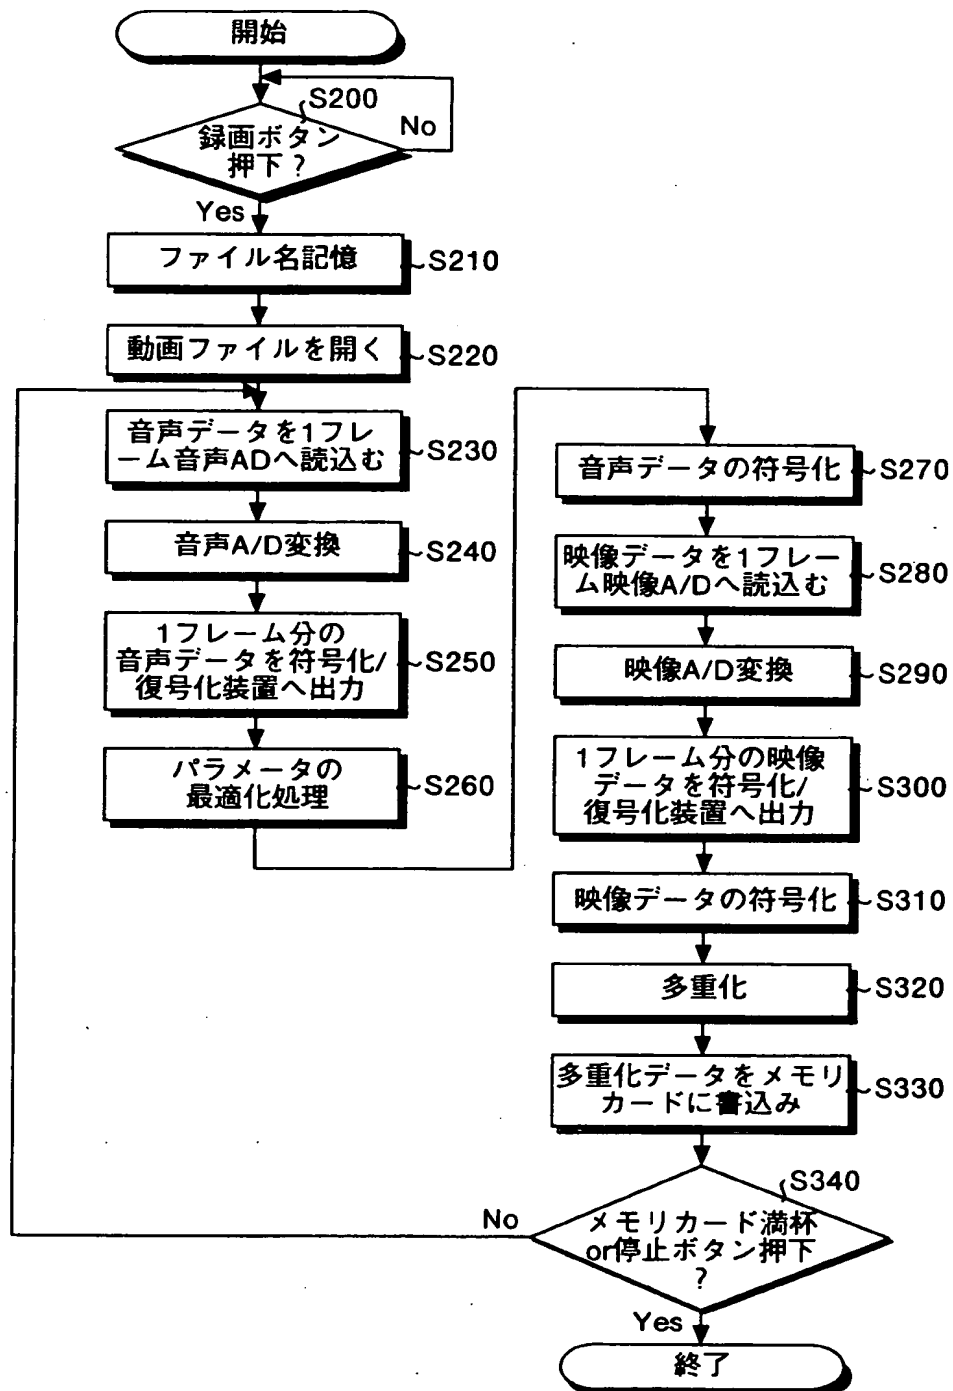 開始
S200
録画ボタン
押下?
No
Yes
ファイル名記憶
S210
動画ファイルを開く
S220
音声データを1フレ
ーム音声ADへ読込む
S230
音声A/D変換
S240
1フレーム分の
音声データを符号化/
復号化装置へ出力
S250
パラメータの
最適化処理
S260
音声データの符号化
S270
映像データを1フレー
ム映像A/Dへ読込む
S280
映像A/D変換
S290
1フレーム分の映像
データを符号化/
復号化装置へ出力
S300
映像データの符号化
S310
多重化
S320
多重化データをメモリ
カードに書込み
S330
S340
メモリカード満杯
or停止ボタン押下
?
No
Yes
終了